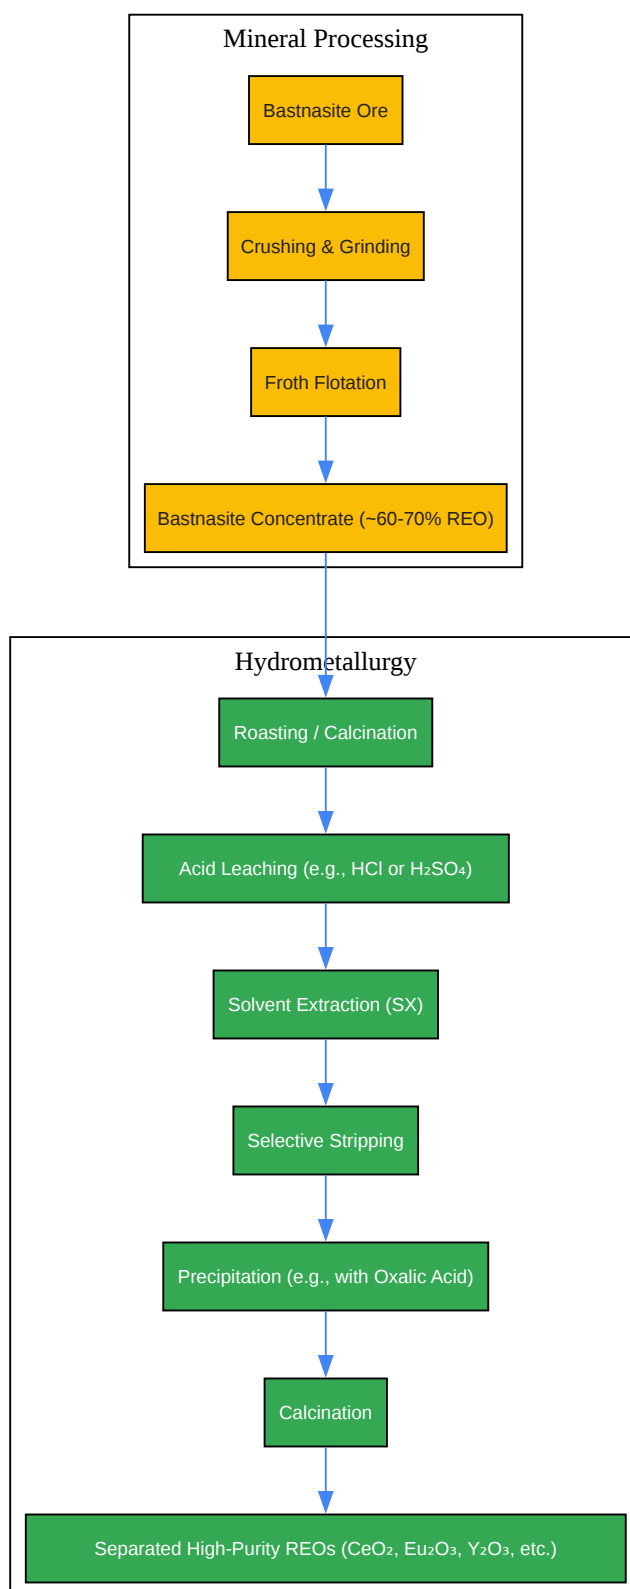 Mineral Processing
Bastnasite Ore
Crushing & Grinding
Froth Flotation
Bastnasite Concentrate (~60-70% REO)
Hydrometallurgy
Roasting / Calcination
Acid Leaching (e.g., HCl or H₂SO₄)
Solvent Extraction (SX)
Selective Stripping
Precipitation (e.g., with Oxalic Acid)
Calcination
Separated High-Purity REOs (CeO₂, Eu₂O₃, Y₂O₃, etc.)